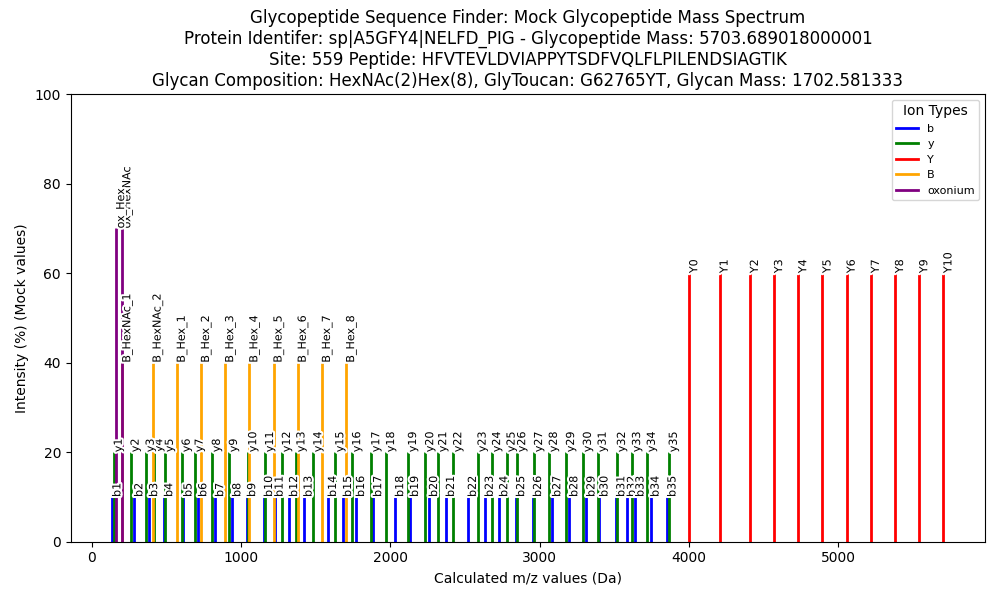 Glycopeptide Sequence Finder: Mock Glycopeptide Mass Spectrum
Protein Identifer: sp|A5GFY4|NELFD_PIG - Glycopeptide Mass: 5703.689018000001
Site: 559 Peptide: HFVTEVLDVIAPPYTSDFVQLFLPILENDSIAGTIK
Glycan Composition: HexNAc(2)Hex(8), GlyToucan: G62765YT, Glycan Mass: 1702.581333
100
80
60
40
20
0
Intensity (%) (Mock values)
Ion Types
b
y
Y
B
oxonium
ox_Hex
ox_HexNAc
Y0 Y1 Y2 Y3 Y4 Y5 Y6 Y7 Y8 Y9 Y10
B_HexNAc_1 B_HexNAc_2 B_Hex_1 B_Hex_2 B_Hex_3 B_Hex_4 B_Hex_5 B_Hex_6 B_Hex_7 B_Hex_8
y1 y2 y3 y4 y5 y6 y7 y8 y9 y10 y11 y12 y13 y14 y15 y16 y17 y18 y19 y20 y21 y22 y23 y24 y25 y26 y27 y28 y29 y30 y31 y32 y33 y34 y35
b1 b2 b3 b4 b5 b6 b7 b8 b9 b10 b11 b12 b13 b14 b15 b16 b17 b18 b19 b20 b21 b22 b23 b24 b25 b26 b27 b28 b29 b30 b31 b32 b33 b34 b35
0 1000 2000 3000 4000 5000
Calculated m/z values (Da)